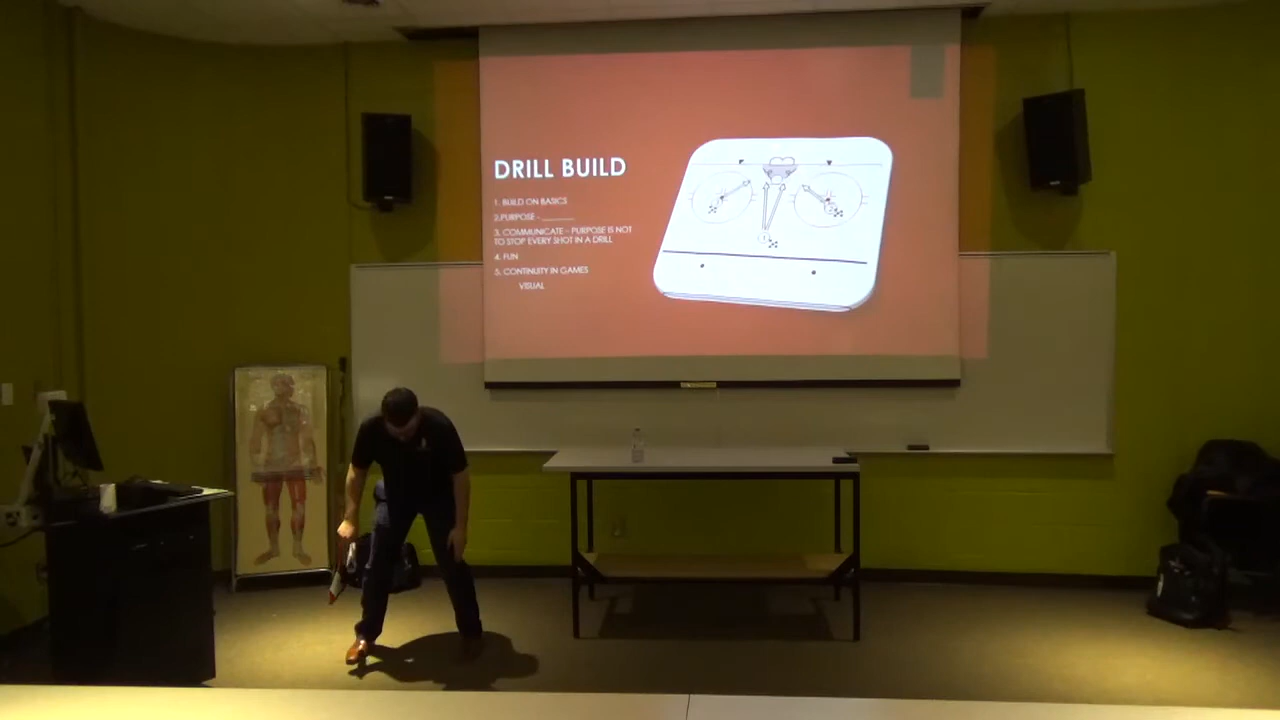 DRILL BUILD
1. BUILD ON BASICS
2.PURPOSE - ________
3. COMMUNICATE – PURPOSE IS NOT
TO STOP EVERY SHOT IN A DRILL
4. FUN
5. CONTINUITY IN GAMES
VISUAL